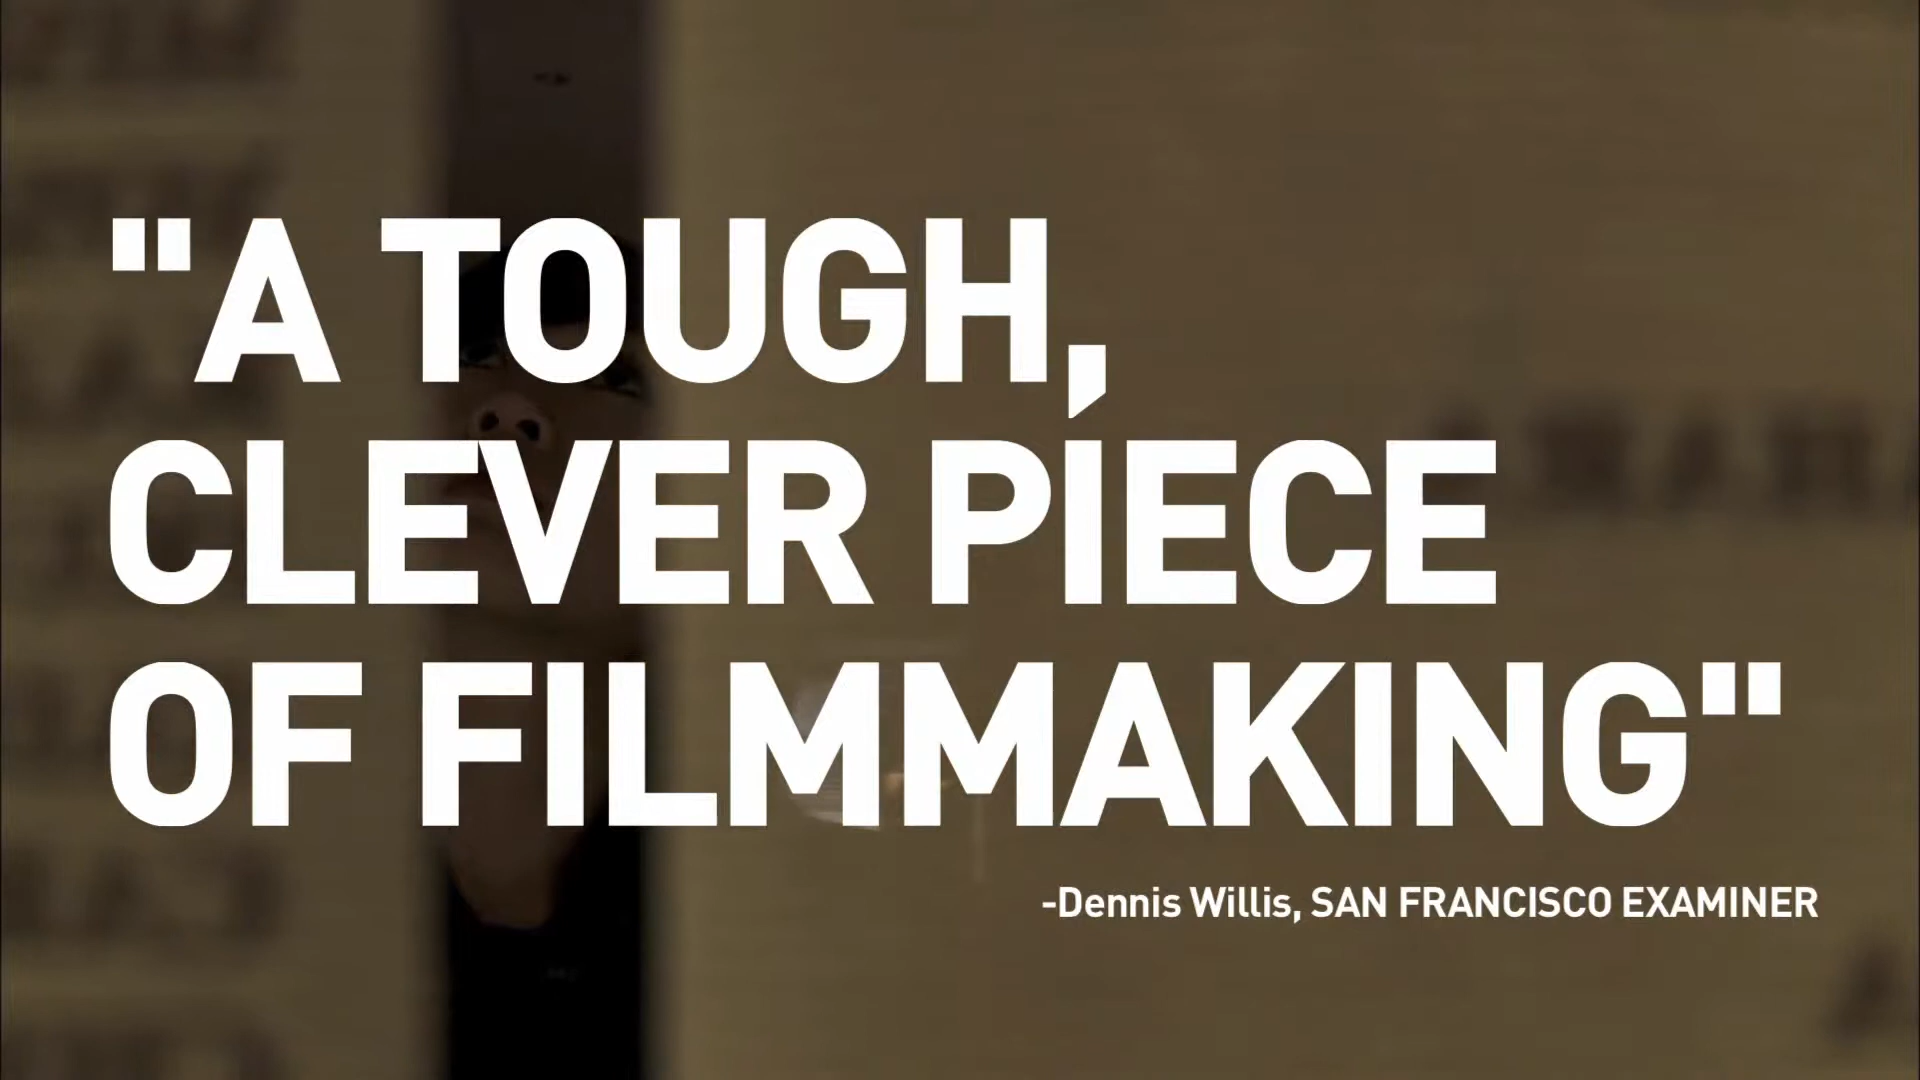 "A TOUGH,
CLEVER PIECE
OF FILMMAKING"
-Dennis Willis, SAN FRANCISCO EXAMINER